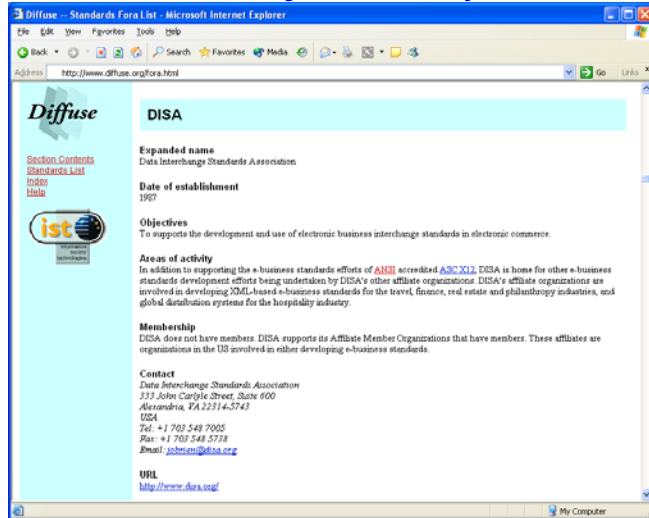 Diffuse -- Standards Fora List - Microsoft Internet Explorer
File Edit View Favorites Tools Help
Back Search Favorites Media
Address http://www.diffuse.org/fora.html Go Links
Diffuse
Section Contents
Standards List
Index
Help
ist
information
society
technologies
DISA
Expanded name
Data Interchange Standards Association
Date of establishment
1987
Objectives
To supports the development and use of electronic business interchange standards in electronic commerce.
Areas of activity
In addition to supporting the e-business standards efforts of ANSI accredited ASC X12, DISA is home for other e-business
standards development efforts being undertaken by DISA's other affiliate organizations. DISA's affiliate organizations are
involved in developing XML-based e-business standards for the travel, finance, real estate and philanthropy industries, and
global distribution systems for the hospitality industry.
Membership
DISA does not have members. DISA supports its Affiliate Member Organizations that have members. These affiliates are
organizations in the US involved in either developing e-business standards.
Contact
Data Interchange Standards Association
333 John Carlyle Street, Suite 600
Alexandria, VA 22314-5743
USA
Tel: +1 703 548 7005
Fax: +1 703 548 5738
Email: jobrien@disa.org
URL
http://www.disa.org/
My Computer